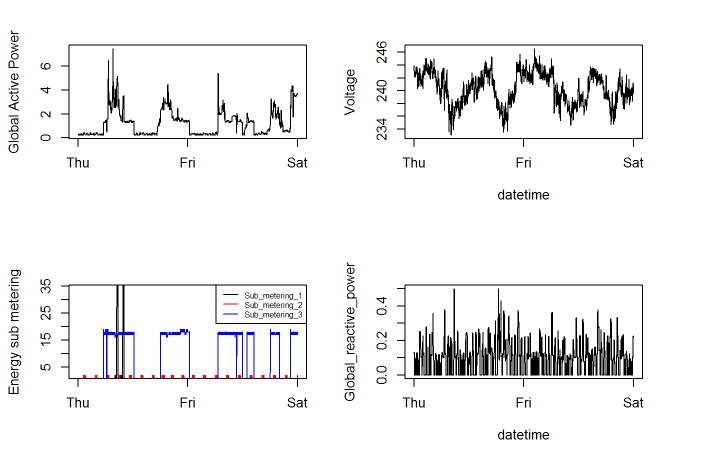 Global Active Power
6
4
2
0
Thu
Fri
Sat
Voltage
246
240
234
Thu
Fri
Sat
datetime
Energy sub metering
35
25
15
5
Sub_metering_1
Sub_metering_2
Sub_metering_3
Thu
Fri
Sat
Global_reactive_power
0.4
0.2
0.0
Thu
Fri
Sat
datetime